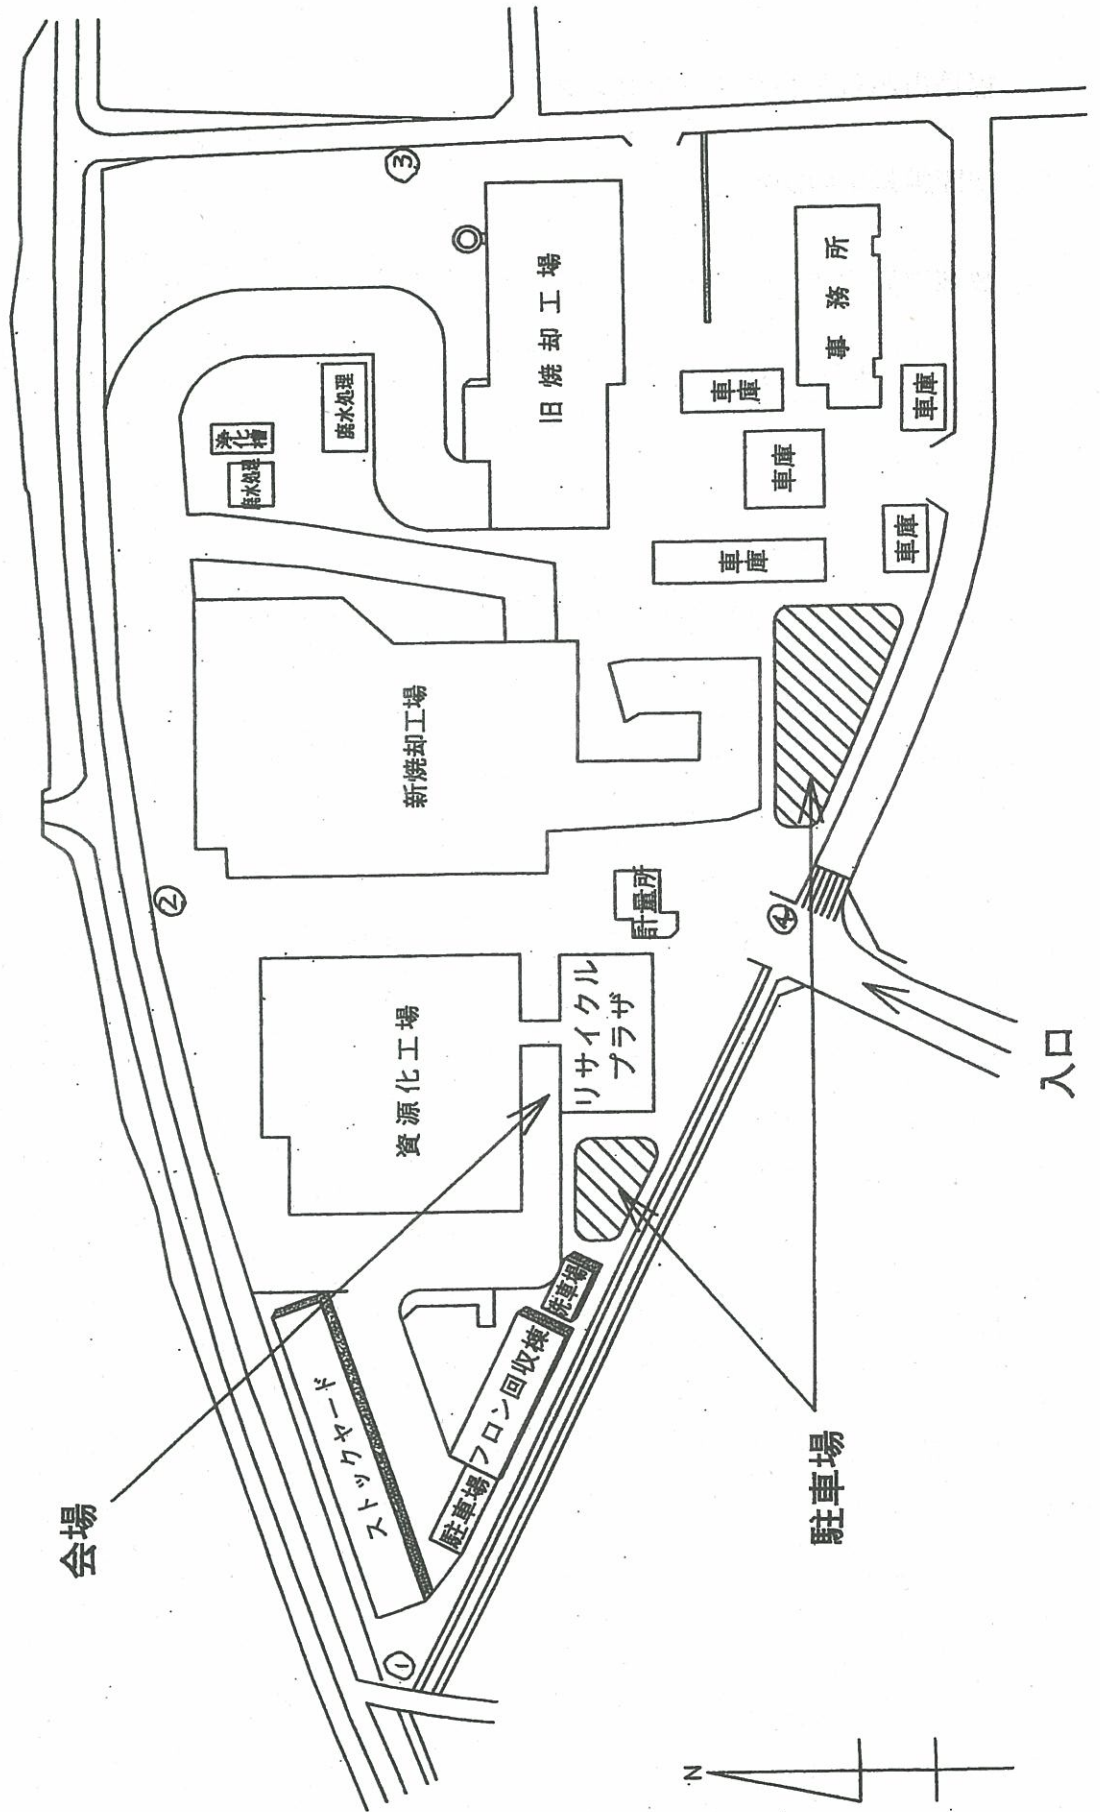 会場
ストックヤード
駐車場
フロン回収棟
洗車場
駐車場
資源化工場
リサイクル
プラザ
計量所
新焼却工場
旧焼却工場
廃水処理
浄化槽
廃水処理
車庫
車庫
車庫
車庫
車庫
事務所
入口
①
②
③
④
N